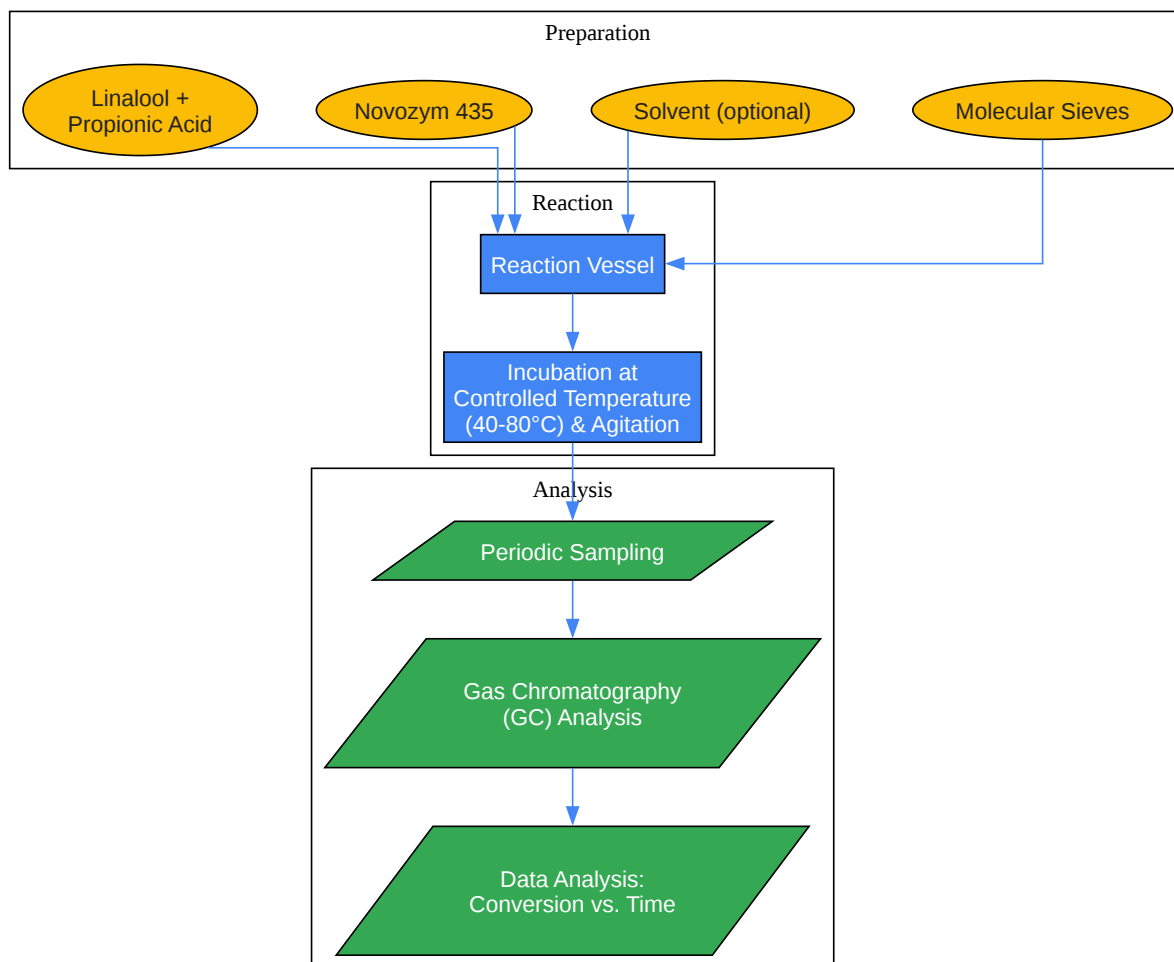 Preparation
Linalool +
Propionic Acid
Novozym 435
Solvent (optional)
Molecular Sieves
Reaction
Reaction Vessel
Incubation at
Controlled Temperature
(40-80°C) & Agitation
Analysis
Periodic Sampling
Gas Chromatography
(GC) Analysis
Data Analysis:
Conversion vs. Time